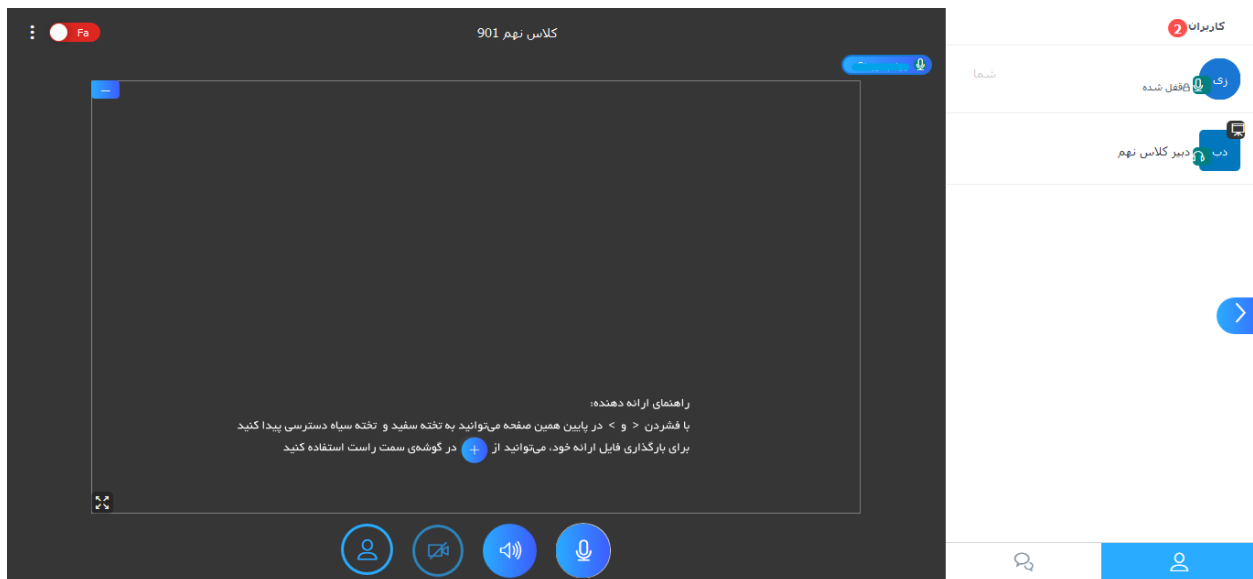 کاربران 2
شما
زی
قفل شده
دب
دبیر کلاس نهم
کلاس نهم 901
Fa
راهنمای ارائه دهنده:
با فشردن < و > در پایین همین صفحه می‌توانید به تخته سفید و تخته سیاه دسترسی پیدا کنید
برای بارگذاری فایل ارائه خود، می‌توانید از + در گوشه‌ی سمت راست استفاده کنید